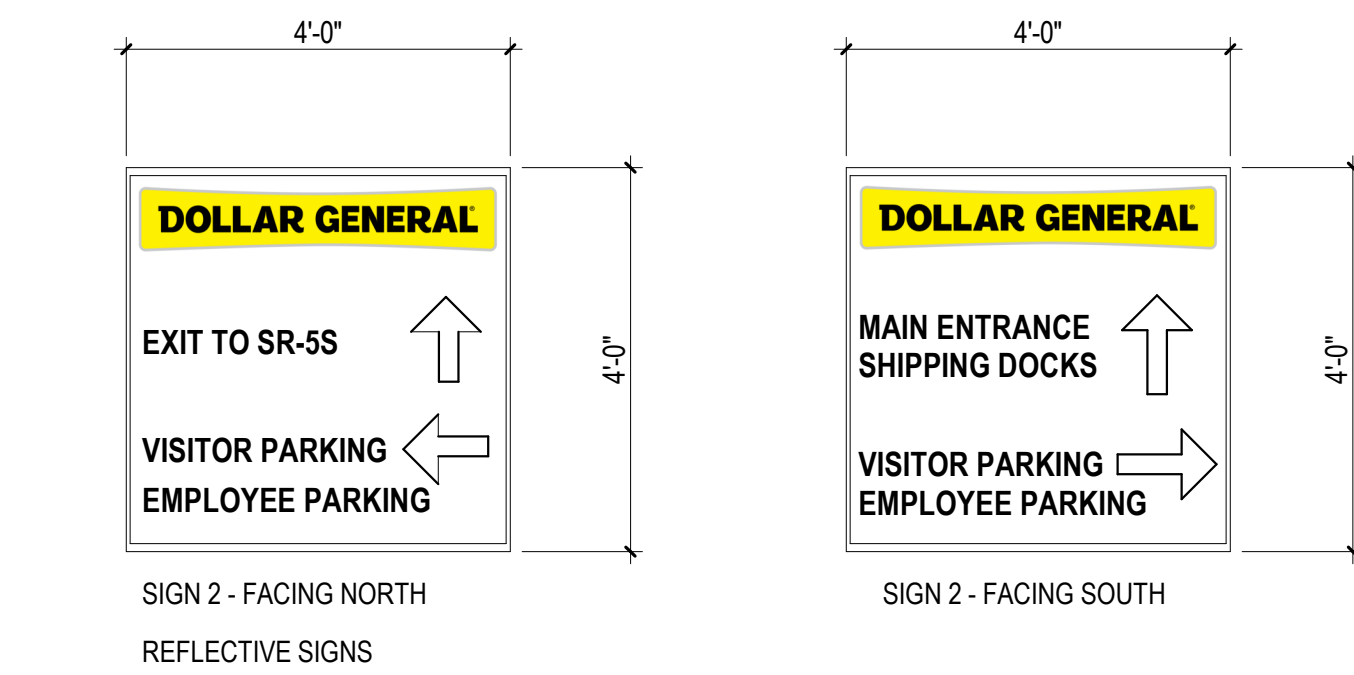 4'-0"
DOLLAR GENERAL®
EXIT TO SR-5S
VISITOR PARKING
EMPLOYEE PARKING
4'-0"
SIGN 2 - FACING NORTH
REFLECTIVE SIGNS
4'-0"
DOLLAR GENERAL®
MAIN ENTRANCE
SHIPPING DOCKS
VISITOR PARKING
EMPLOYEE PARKING
4'-0"
SIGN 2 - FACING SOUTH